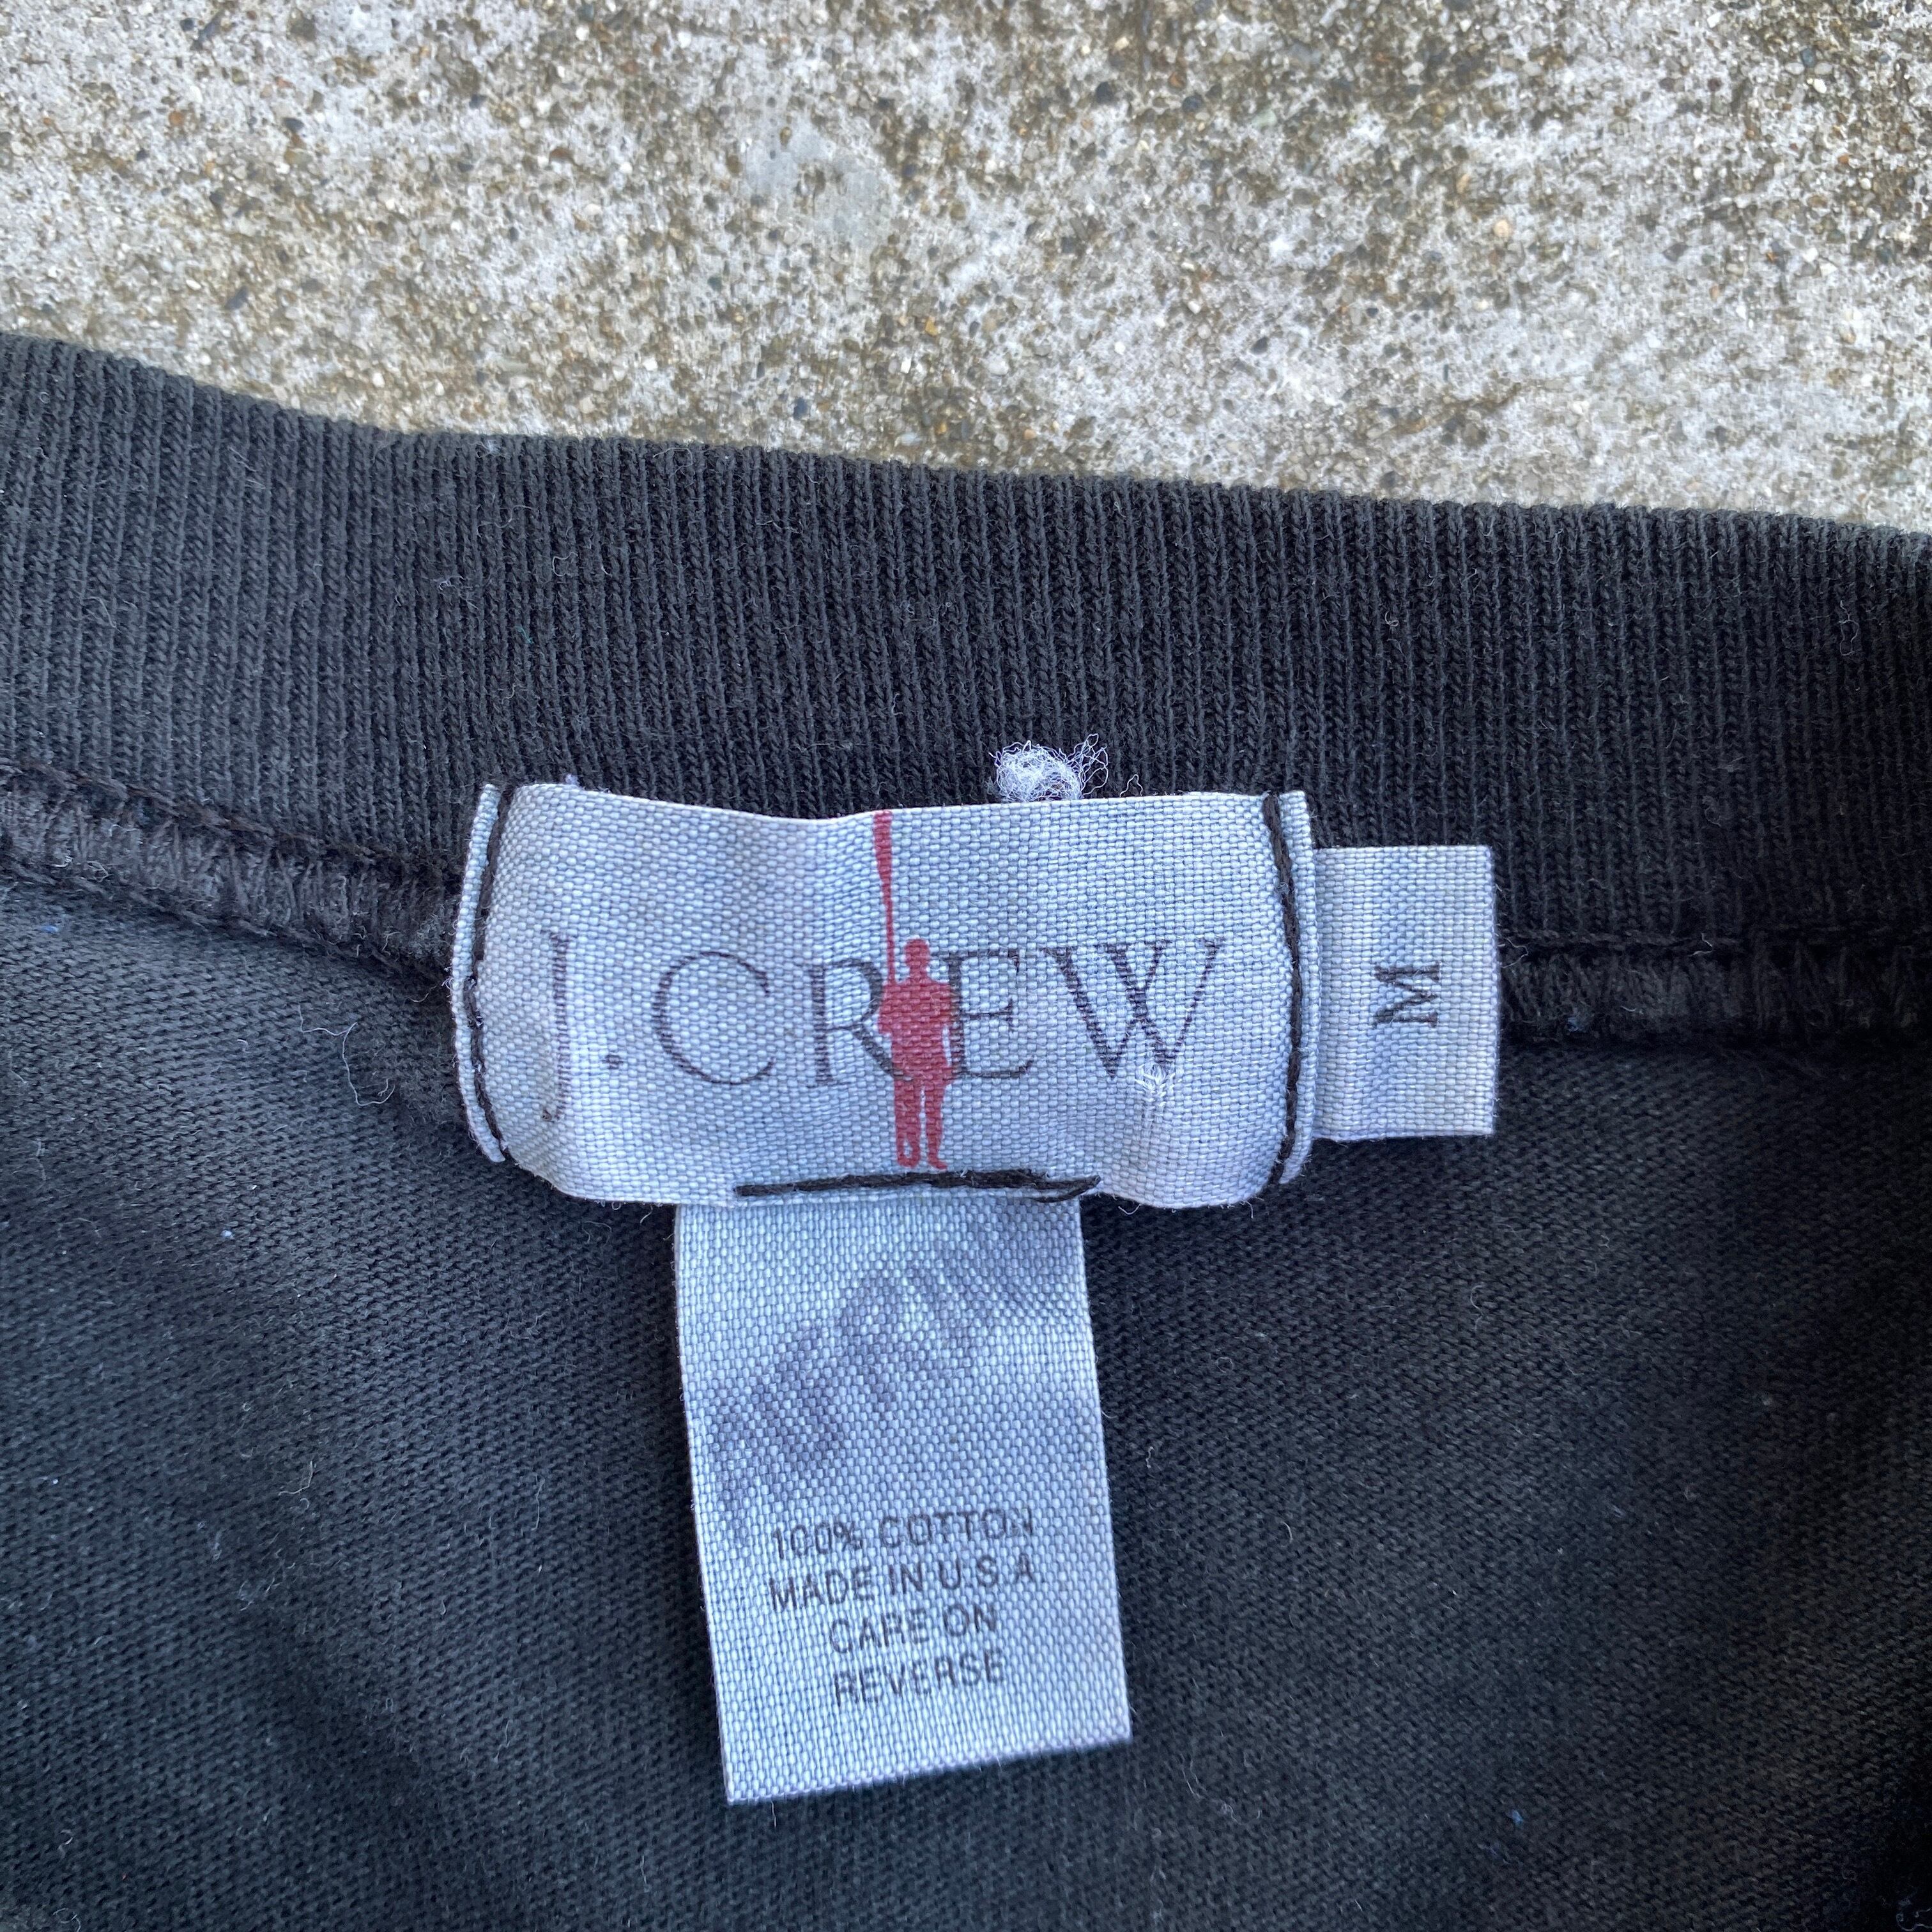 J.CREW
M
100% COTTON
MADE IN U.S A
CARE ON
REVERSE